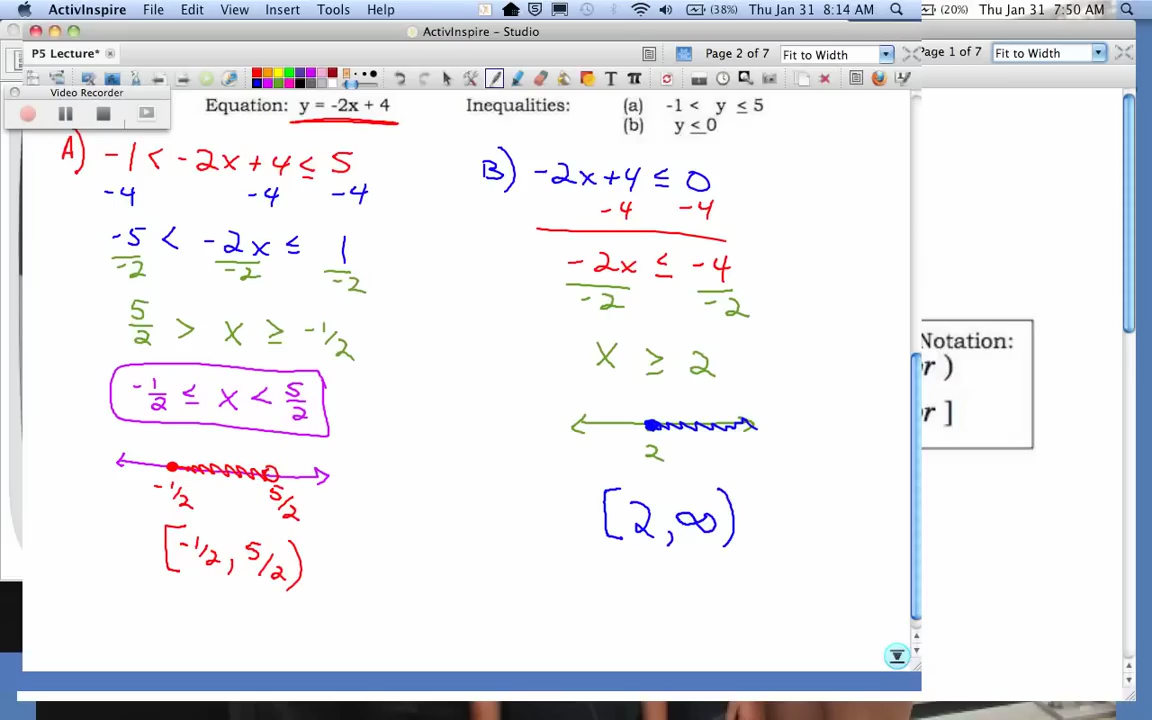 ActivInspire File Edit View Insert Tools Help (38%) Thu Jan 31 8:14 AM (20%) Thu Jan 31 7:50 AM
ActivInspire - Studio
P5 Lecture* Page 2 of 7 Fit to Width Page 1 of 7 Fit to Width
Video Recorder
Equation: y = -2x + 4 Inequalities: (a) -1 < y ≤ 5
(b) y ≤ 0
A) -1 < -2x + 4 ≤ 5
-4 -4 -4
-5 < -2x ≤ 1
-2 -2 -2
5/2 > x ≥ -1/2
-1/2 ≤ x < 5/2
-1/2 5/2
[-1/2, 5/2)
B) -2x+4 ≤ 0
-4 -4
-2x ≤ -4
-2 -2
x ≥ 2
2
[2, ∞)
Notation:
r )
r ]